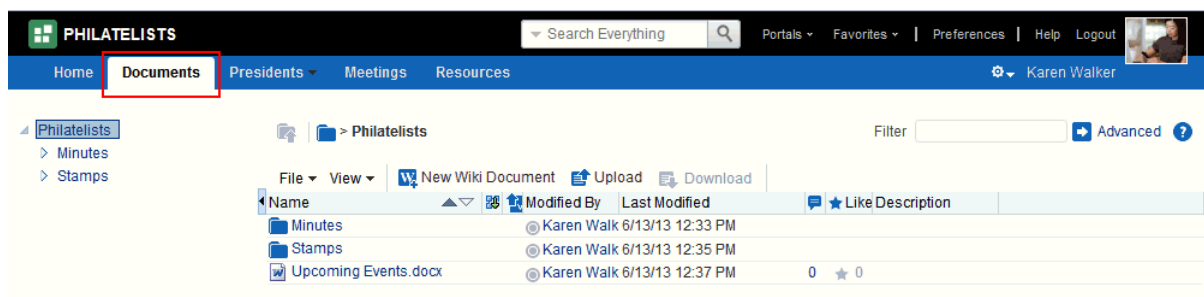 PHILATELISTS Search Everything Portals Favorites | Preferences | Help Logout
Home Documents Presidents Meetings Resources Karen Walker
Philatelists > Philatelists Filter Advanced ?
Minutes
Stamps File View New Wiki Document Upload Download
Name Modified By Last Modified Like Description
Minutes Karen Walk 6/13/13 12:33 PM
Stamps Karen Walk 6/13/13 12:35 PM
Upcoming Events.docx Karen Walk 6/13/13 12:37 PM 0 0